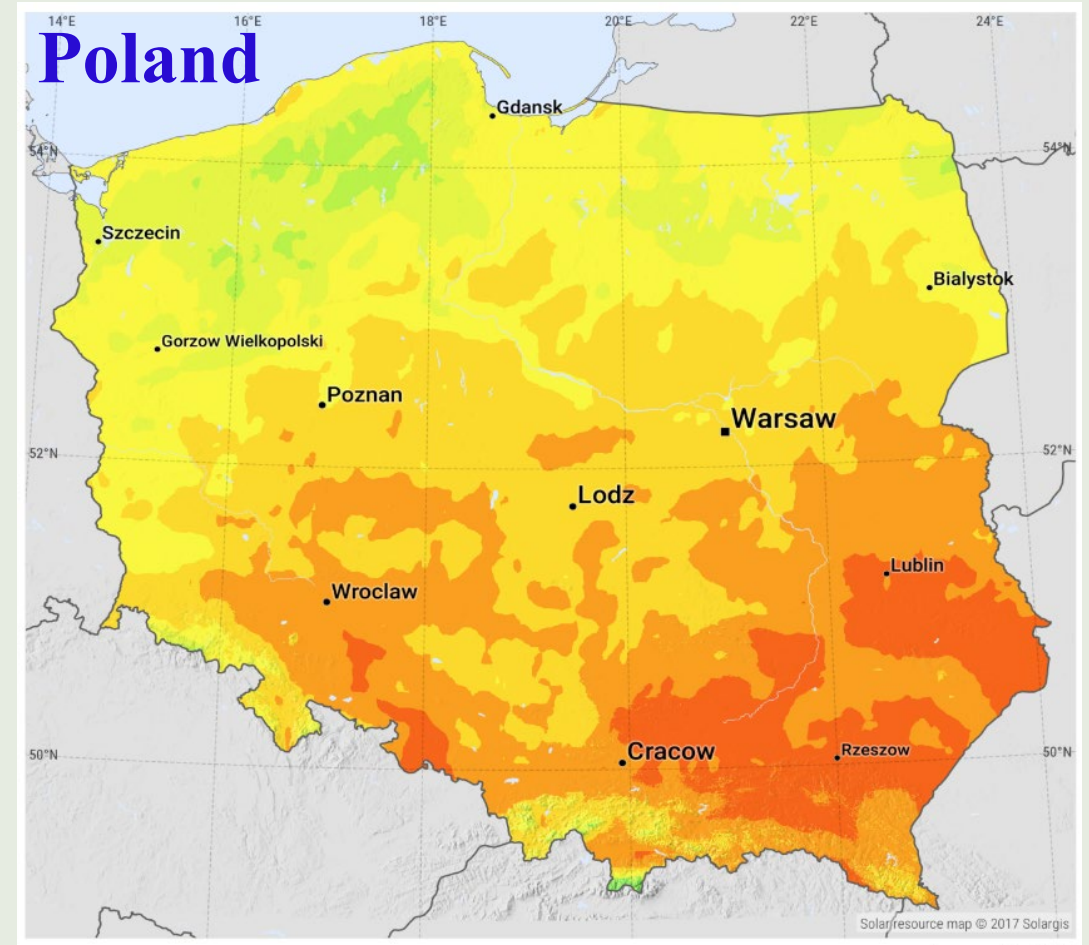 14°E 16°E 18°E 20°E 22°E 24°E
Poland
Gdansk
54°N 54°N
Szczecin
Bialystok
Gorzow Wielkopolski
Poznan
Warsaw
52°N 52°N
Lodz
Lublin
Wroclaw
50°N Cracow Rzeszow 50°N
Solar resource map © 2017 Solargis